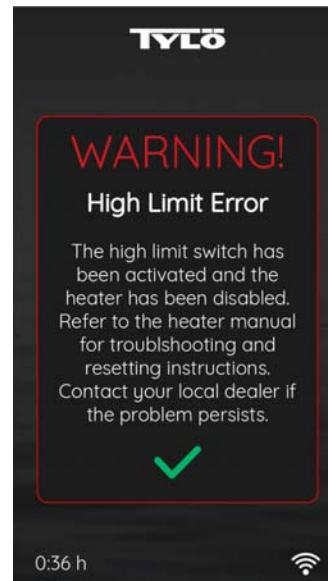 TYLÖ
WARNING!
High Limit Error
The high limit switch has
been activated and the
heater has been disabled.
Refer to the heater manual
for troublshooting and
resetting instructions.
Contact your local dealer if
the problem persists.
0:36 h